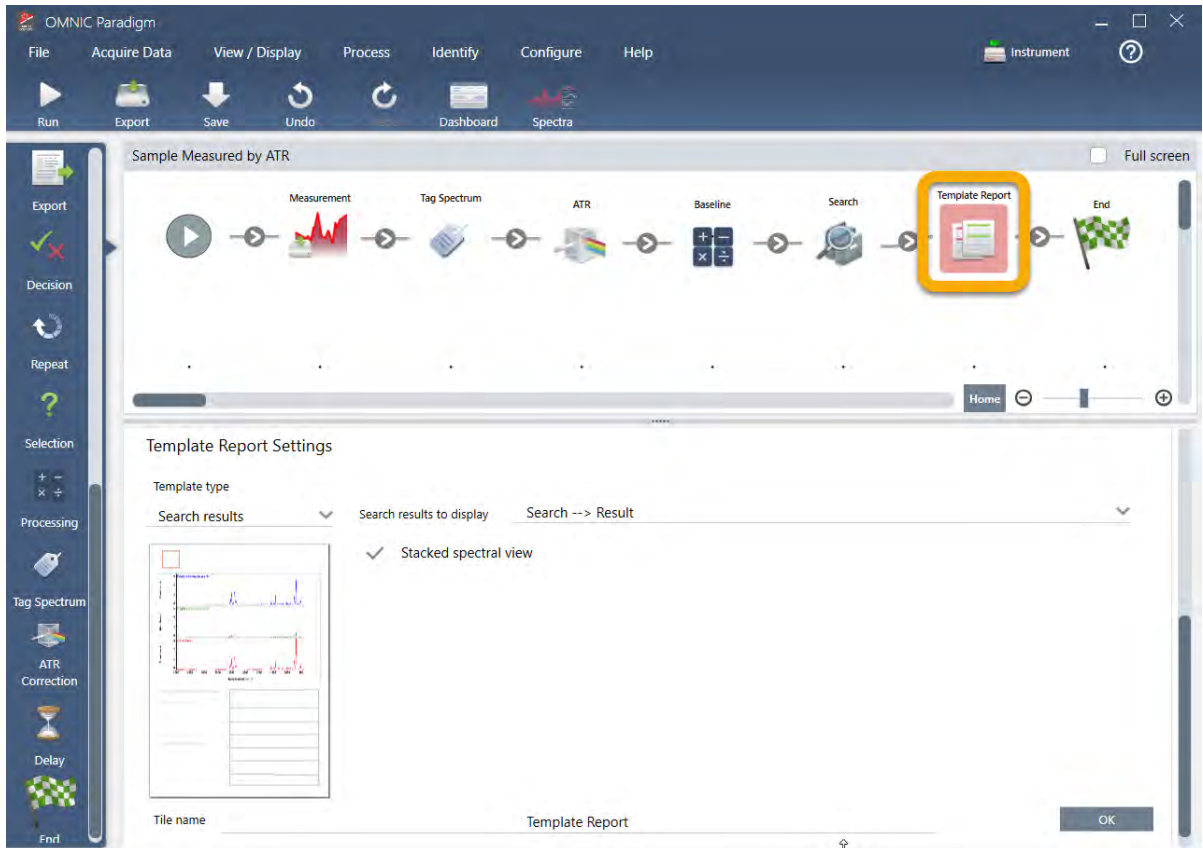 OMNIC Paradigm
File Acquire Data View / Display Process Identify Configure Help Instrument
Run Export Save Undo Dashboard Spectra
Sample Measured by ATR Full screen
Export
Decision
Repeat
Selection
Processing
Tag Spectrum
ATR
Correction
Delay
End
Measurement Tag Spectrum ATR Baseline Search Template Report End
Home
Template Report Settings
Template type
Search results Search results to display Search --> Result
Stacked spectral view
Tile name Template Report OK